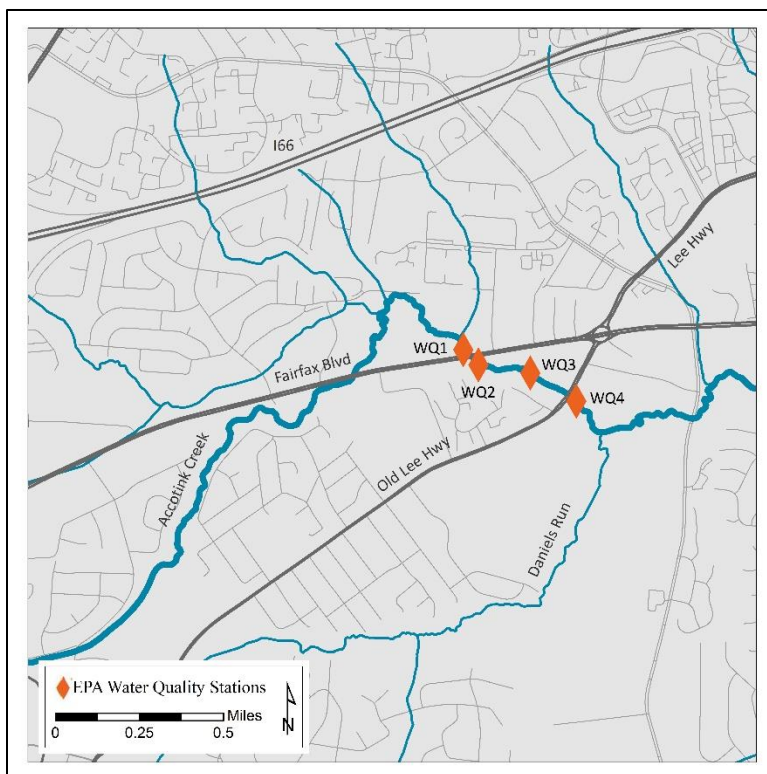 I66
Lee Hwy
WQ1
Fairfax Blvd
WQ3
WQ2
WQ4
Accotink Creek
Old Lee Hwy
Daniels Run
EPA Water Quality Stations
Miles
0 0.25 0.5
N